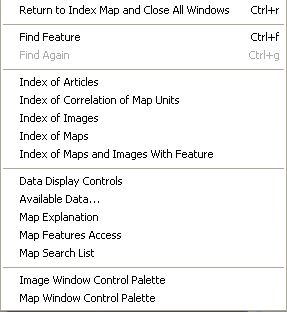 Return to Index Map and Close All Windows Ctrl+r
Find Feature Ctrl+f
Find Again Ctrl+g
Index of Articles
Index of Correlation of Map Units
Index of Images
Index of Maps
Index of Maps and Images With Feature
Data Display Controls
Available Data...
Map Explanation
Map Features Access
Map Search List
Image Window Control Palette
Map Window Control Palette